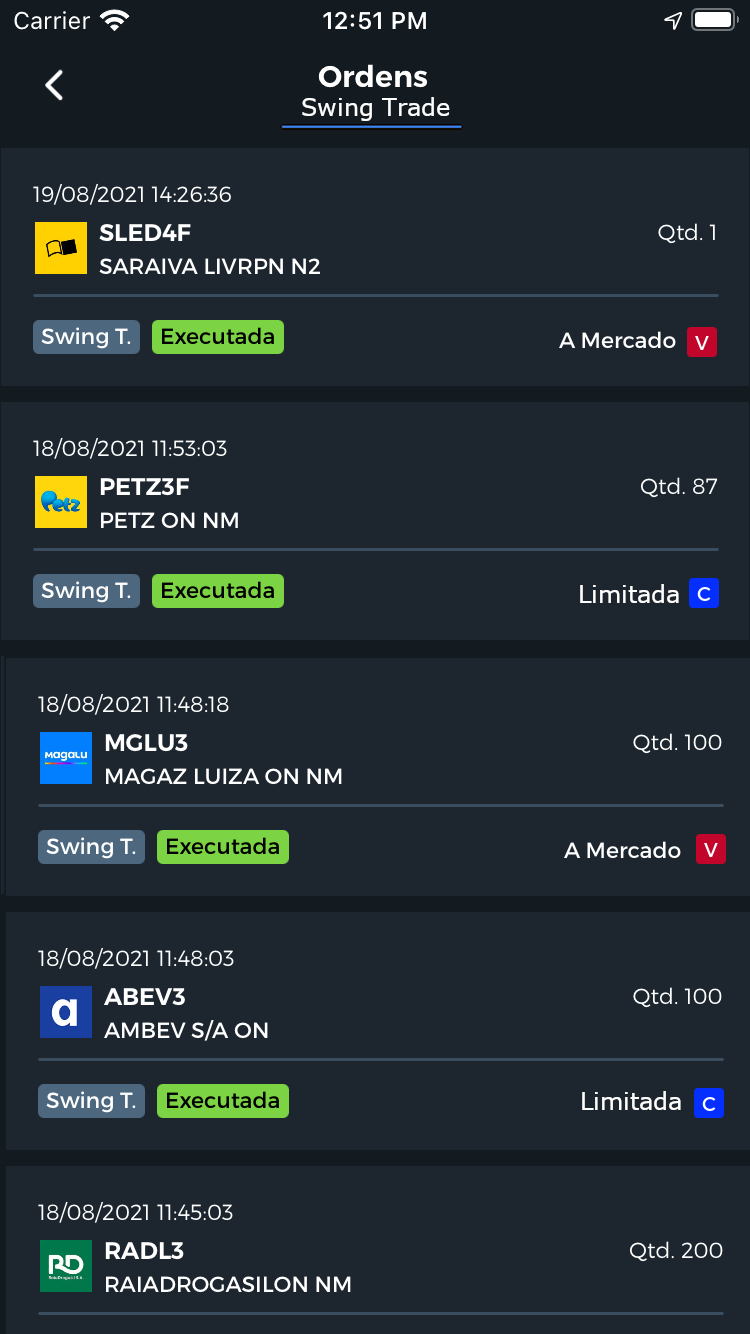 Carrier 12:51 PM
Ordens
Swing Trade
19/08/2021 14:26:36
SLED4F Qtd. 1
SARAIVA LIVRPN N2
Swing T. Executada A Mercado V
18/08/2021 11:53:03
Petz
PETZ3F Qtd. 87
PETZ ON NM
Swing T. Executada Limitada C
18/08/2021 11:48:18
MGLU3 Qtd. 100
magalu
MAGAZ LUIZA ON NM
Swing T. Executada A Mercado V
18/08/2021 11:48:03
ABEV3 Qtd. 100
a
AMBEV S/A ON
Swing T. Executada Limitada C
18/08/2021 11:45:03
RADL3 Qtd. 200
RD
RAIADROGASILON NM